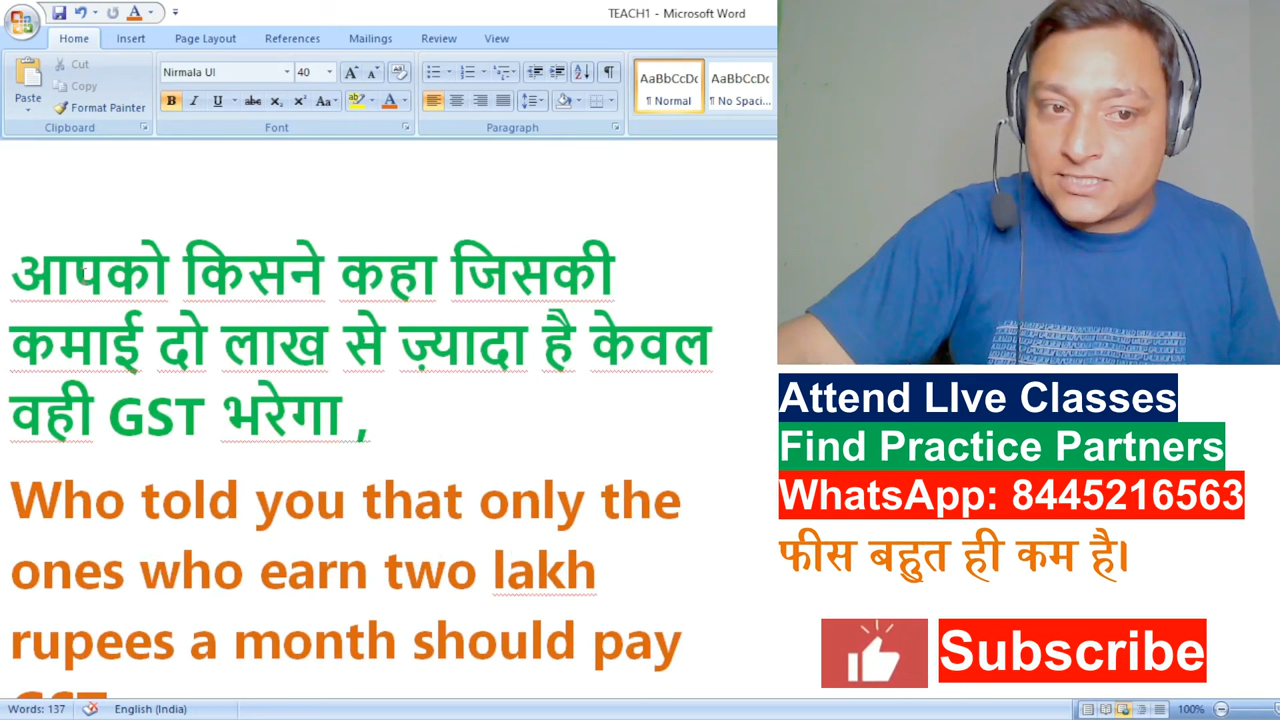 TEACH1 - Microsoft Word
Home Insert Page Layout References Mailings Review View
Paste
Cut
Copy
Format Painter
Clipboard
Nirmala UI 40
Font
Paragraph
AaBbCcDc
¶ Normal
AaBbCcDc
¶ No Spaci...
आपको किसने कहा जिसकी
कमाई दो लाख से ज़्यादा है केवल
वही GST भरेगा ,
Who told you that only the
ones who earn two lakh
rupees a month should pay
GST
Attend LIve Classes
Find Practice Partners
WhatsApp: 8445216563
फीस बहुत ही कम है।
Subscribe
Words: 137 English (India) 100%